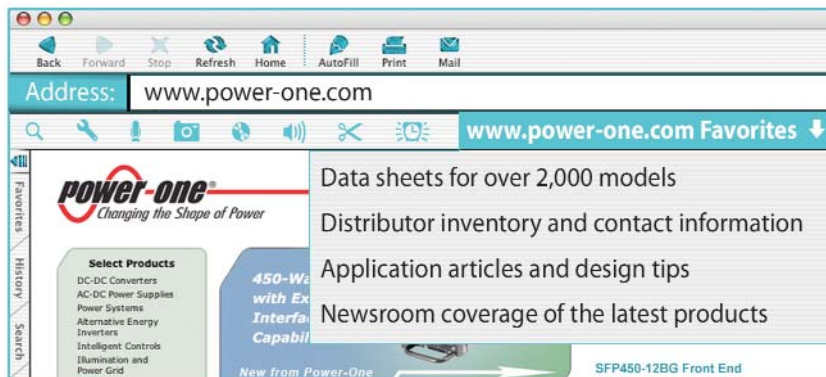 Back Forward Stop Refresh Home AutoFill Print Mail
Address: www.power-one.com
www.power-one.com Favorites
Favorites
History
Search
power-one®
Changing the Shape of Power
Data sheets for over 2,000 models
Distributor inventory and contact information
Application articles and design tips
Newsroom coverage of the latest products
Select Products
DC-DC Converters
AC-DC Power Supplies
Power Systems
Alternative Energy
Inverters
Intelligent Controls
Illumination and
Power Grid
450-Wa
with Ex
Interfa
Capabil
New from Power-One
SFP450-12BG Front End